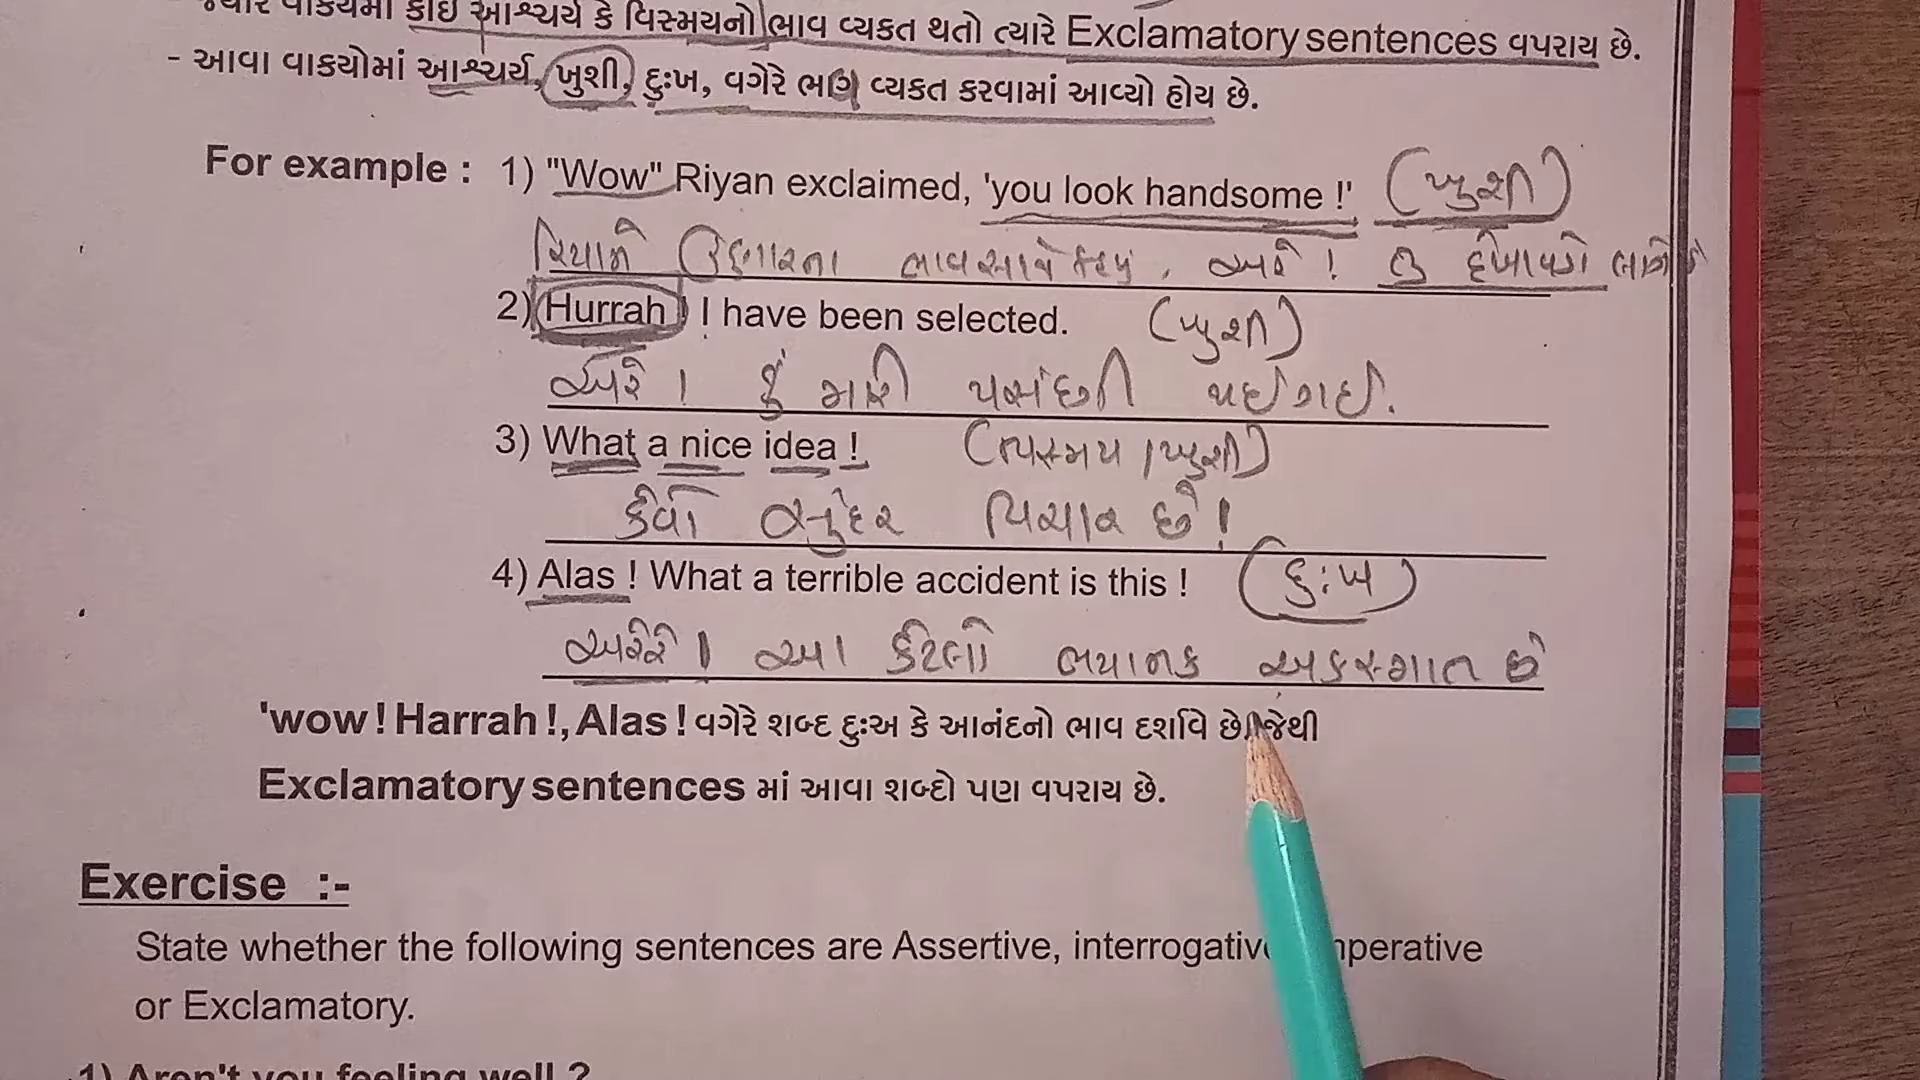 જ્યારે વાક્યમાં કોઇ આશ્ચર્ય કે વિસ્મયનો ભાવ વ્યકત થતો ત્યારે Exclamatory sentences વપરાય છે.
- આવા વાકયોમાં આશ્ચર્ય, ખુશી, દુઃખ, વગેરે ભાવ વ્યકત કરવામાં આવ્યો હોય છે.
For example : 1) "Wow" Riyan exclaimed, 'you look handsome !' (ખુશી)
રિયાને ઉદ્ગારના ભાવ સાથે કહ્યું, અરે ! તુ દેખાવડો લાગે છે
2) Hurrah ! I have been selected. (ખુશી)
અરે ! હું મારી પસંદગી થઈ ગઈ.
3) What a nice idea ! (વિસ્મય / ખુશી)
કેવો સુંદર વિચાર છે !
4) Alas ! What a terrible accident is this ! (દુ:ખ)
અરેરે ! આ કેટલો ભયાનક અકસ્માત છે
'wow ! Harrah !, Alas ! વગેરે શબ્દ દુઃઅ કે આનંદનો ભાવ દર્શાવે છે જેથી
Exclamatory sentences માં આવા શબ્દો પણ વપરાય છે.
Exercise :-
State whether the following sentences are Assertive, interrogative mperative
or Exclamatory.
1) Aren't you feeling well ?